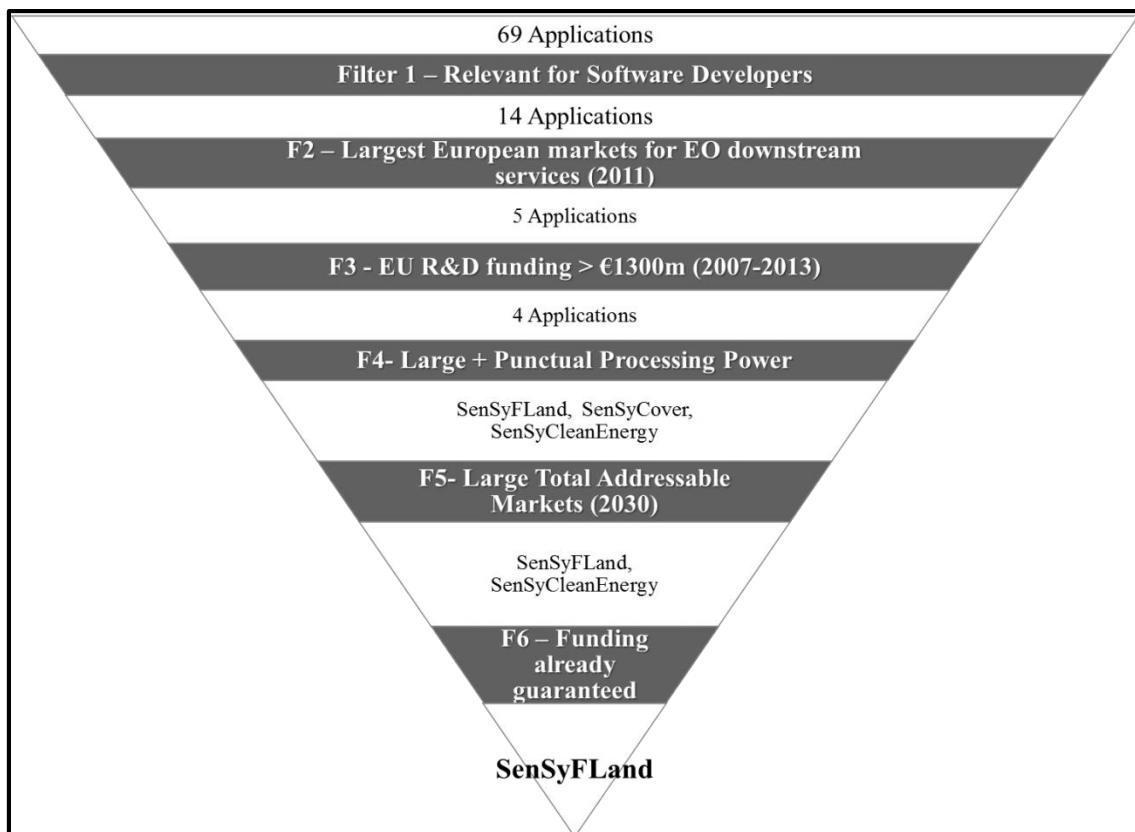 69 Applications
Filter 1 – Relevant for Software Developers
14 Applications
F2 – Largest European markets for EO downstream
services (2011)
5 Applications
F3 - EU R&D funding > €1300m (2007-2013)
4 Applications
F4- Large + Punctual Processing Power
SenSyFLand, SenSyCover,
SenSyCleanEnergy
F5- Large Total Addressable
Markets (2030)
SenSyFLand,
SenSyCleanEnergy
F6 – Funding
already
guaranteed
SenSyFLand